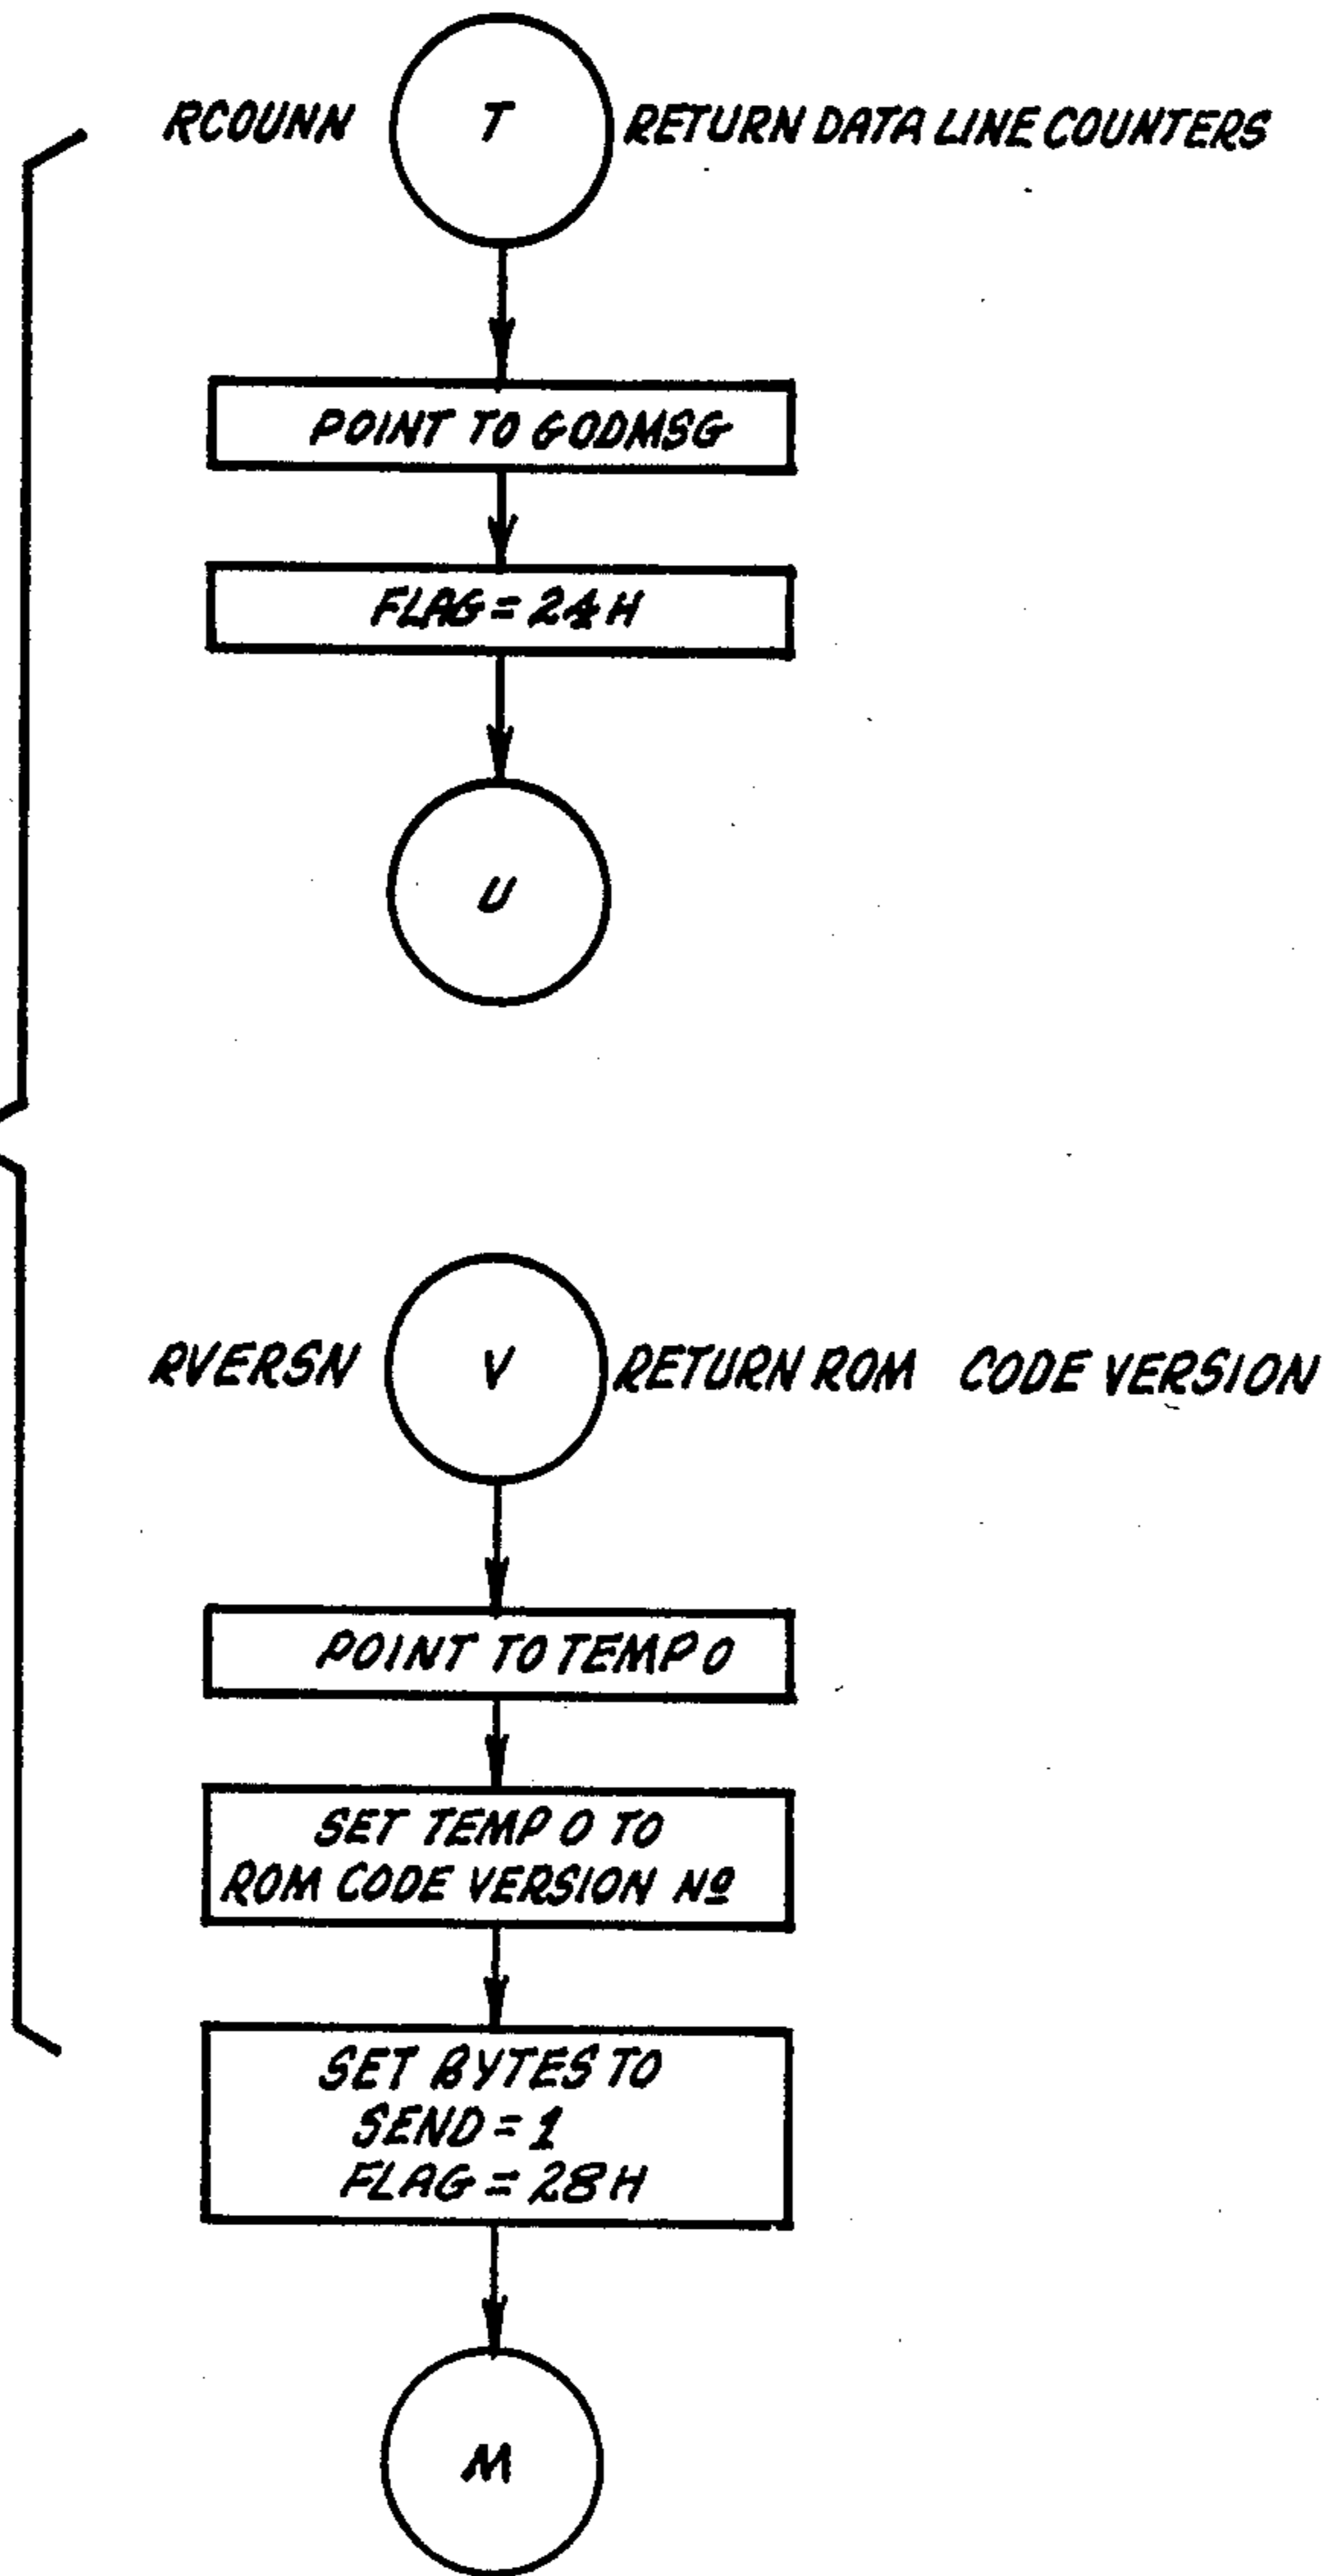 RCOUNN T RETURN DATA LINE COUNTERS
POINT TO GODMSG
FLAG = 24H
U
RVERSN V RETURN ROM CODE VERSION
POINT TO TEMP 0
SET TEMP 0 TO
ROM CODE VERSION Nº
SET BYTES TO
SEND = 1
FLAG = 28H
M